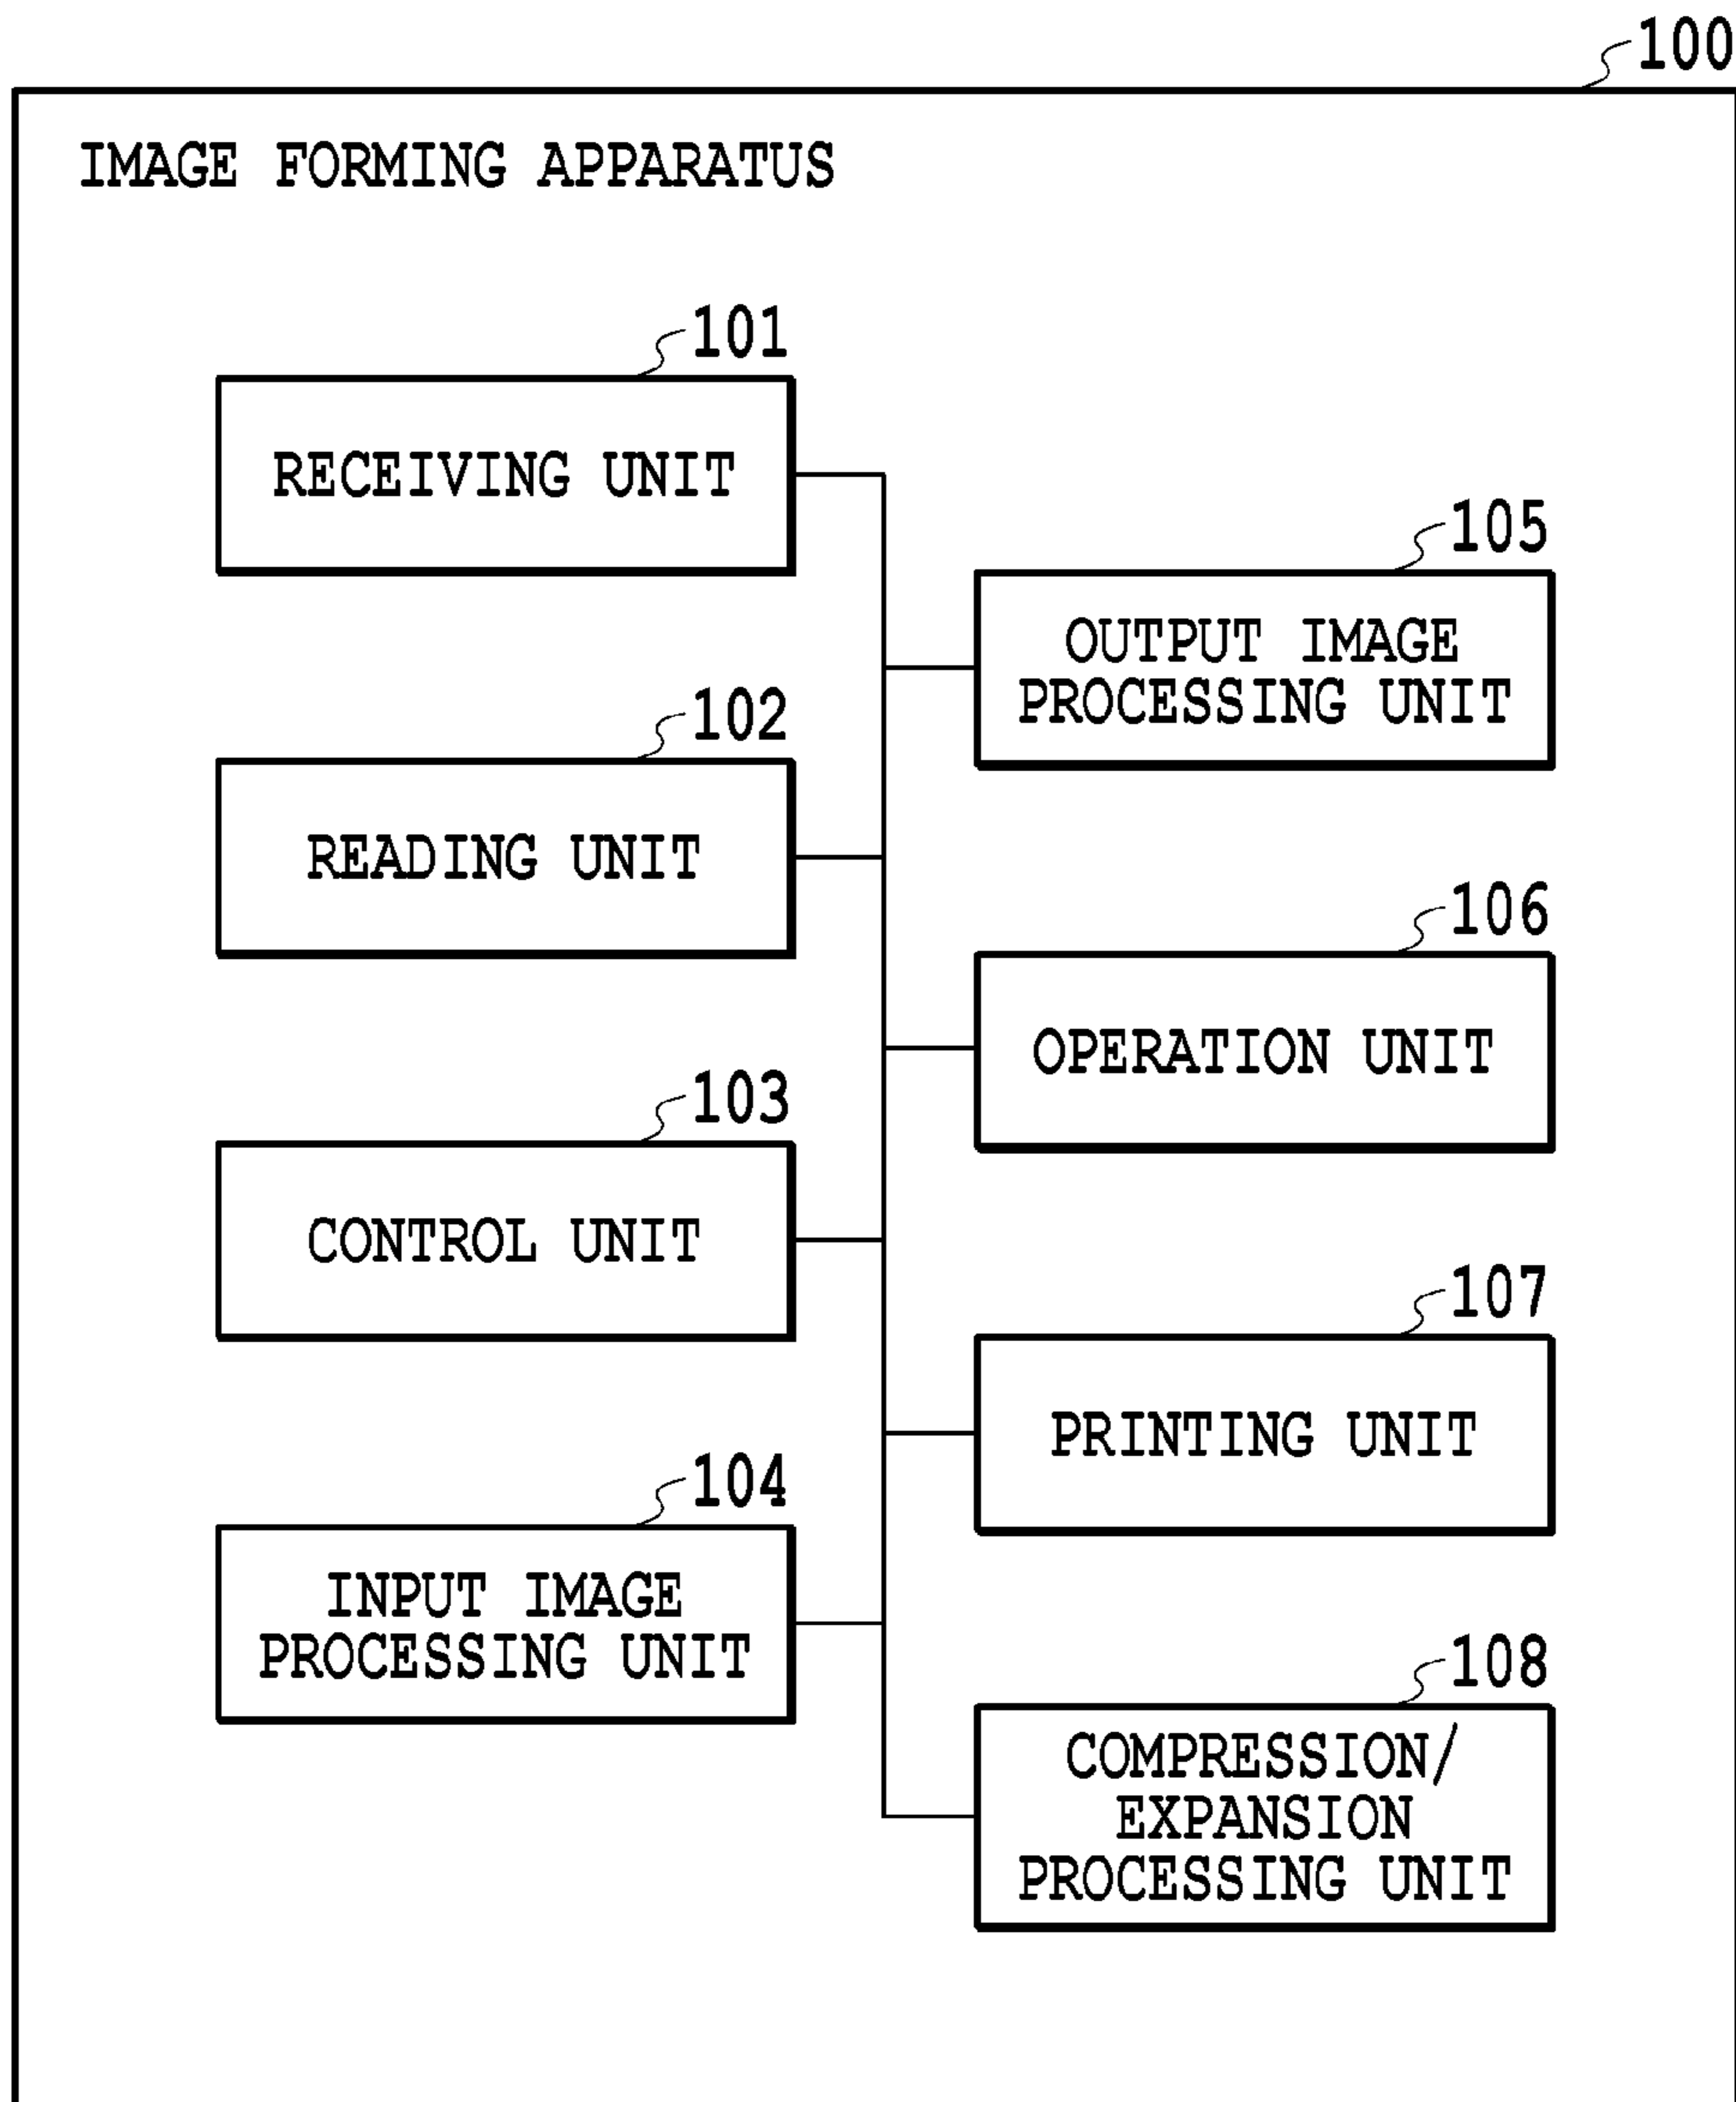 100
IMAGE FORMING APPARATUS
101
RECEIVING UNIT
102
READING UNIT
103
CONTROL UNIT
104
INPUT IMAGE
PROCESSING UNIT
105
OUTPUT IMAGE
PROCESSING UNIT
106
OPERATION UNIT
107
PRINTING UNIT
108
COMPRESSION/
EXPANSION
PROCESSING UNIT